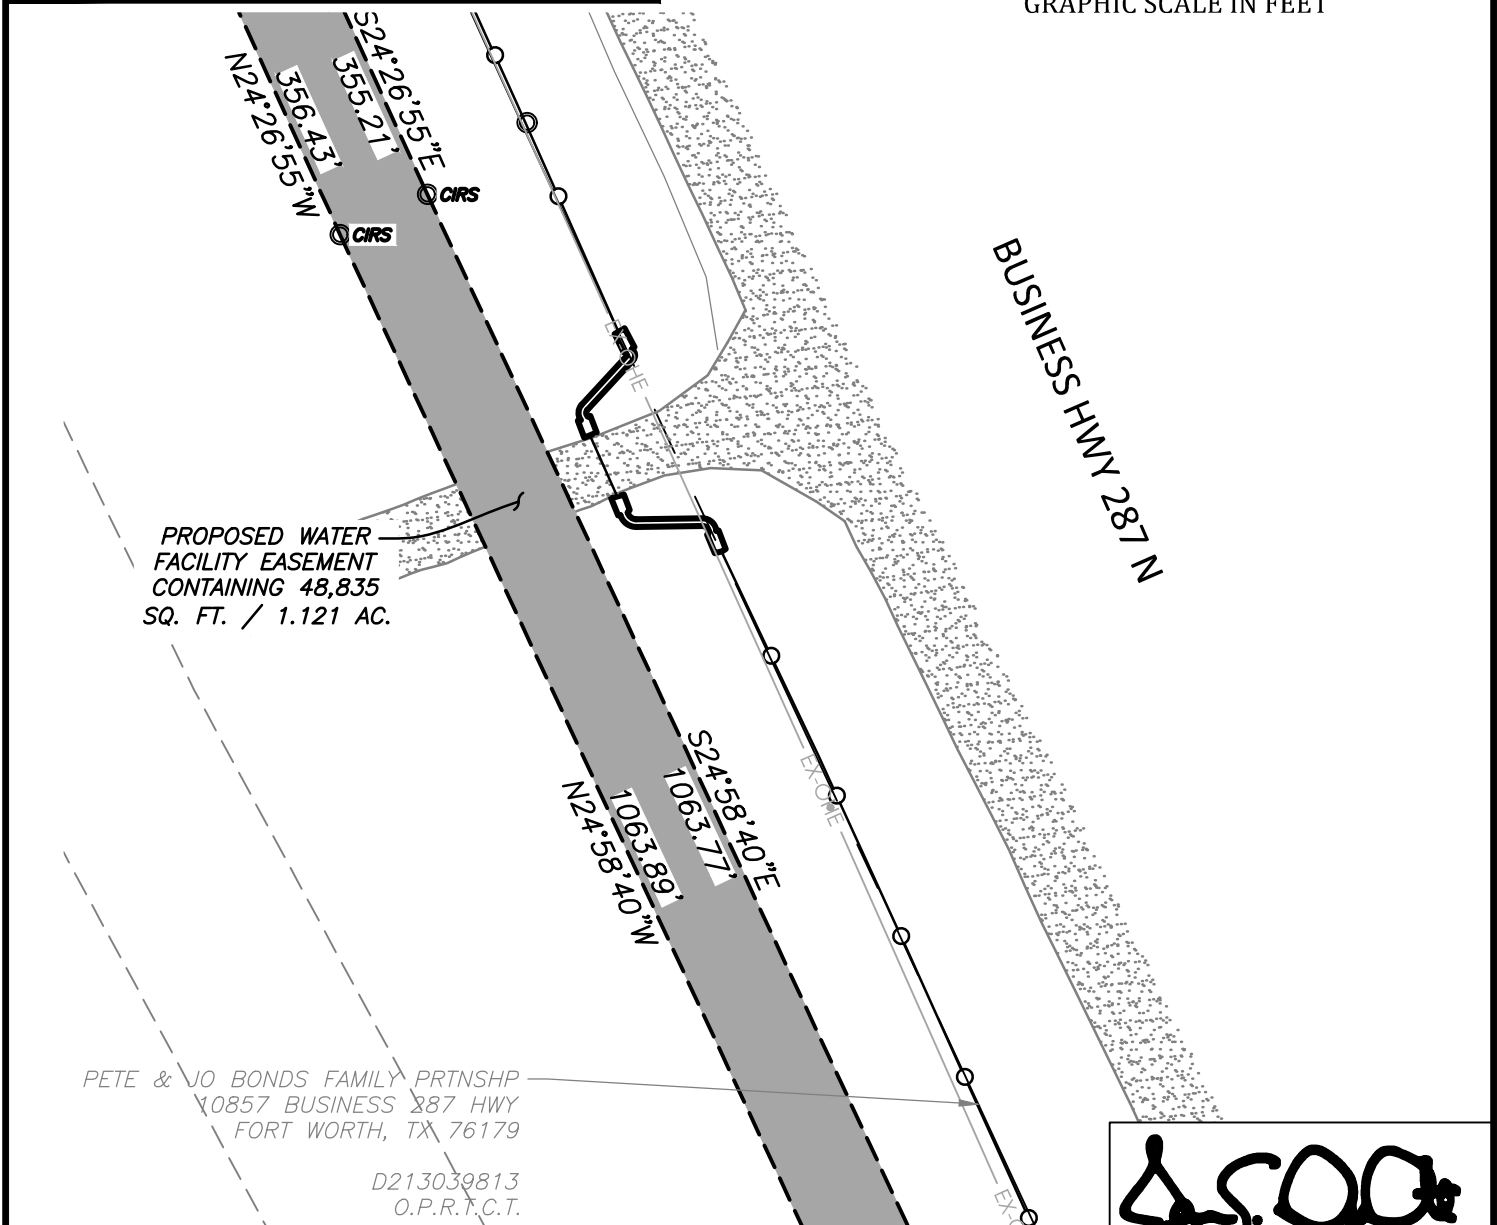 GRAPHIC SCALE IN FEET
S24°26'55"E
355.21'
356.43'
N24°26'55"W
CIRS
CIRS
BUSINESS HWY 287 N
PROPOSED WATER
FACILITY EASEMENT
CONTAINING 48,835
SQ. FT. / 1.121 AC.
S24°58'40"E
1063.77'
1063.89'
N24°58'40"W
EX-OHE
PETE & JO BONDS FAMILY PRTNSHP
10857 BUSINESS 287 HWY
FORT WORTH, TX 76179
D213039813
O.P.R.T.C.T.